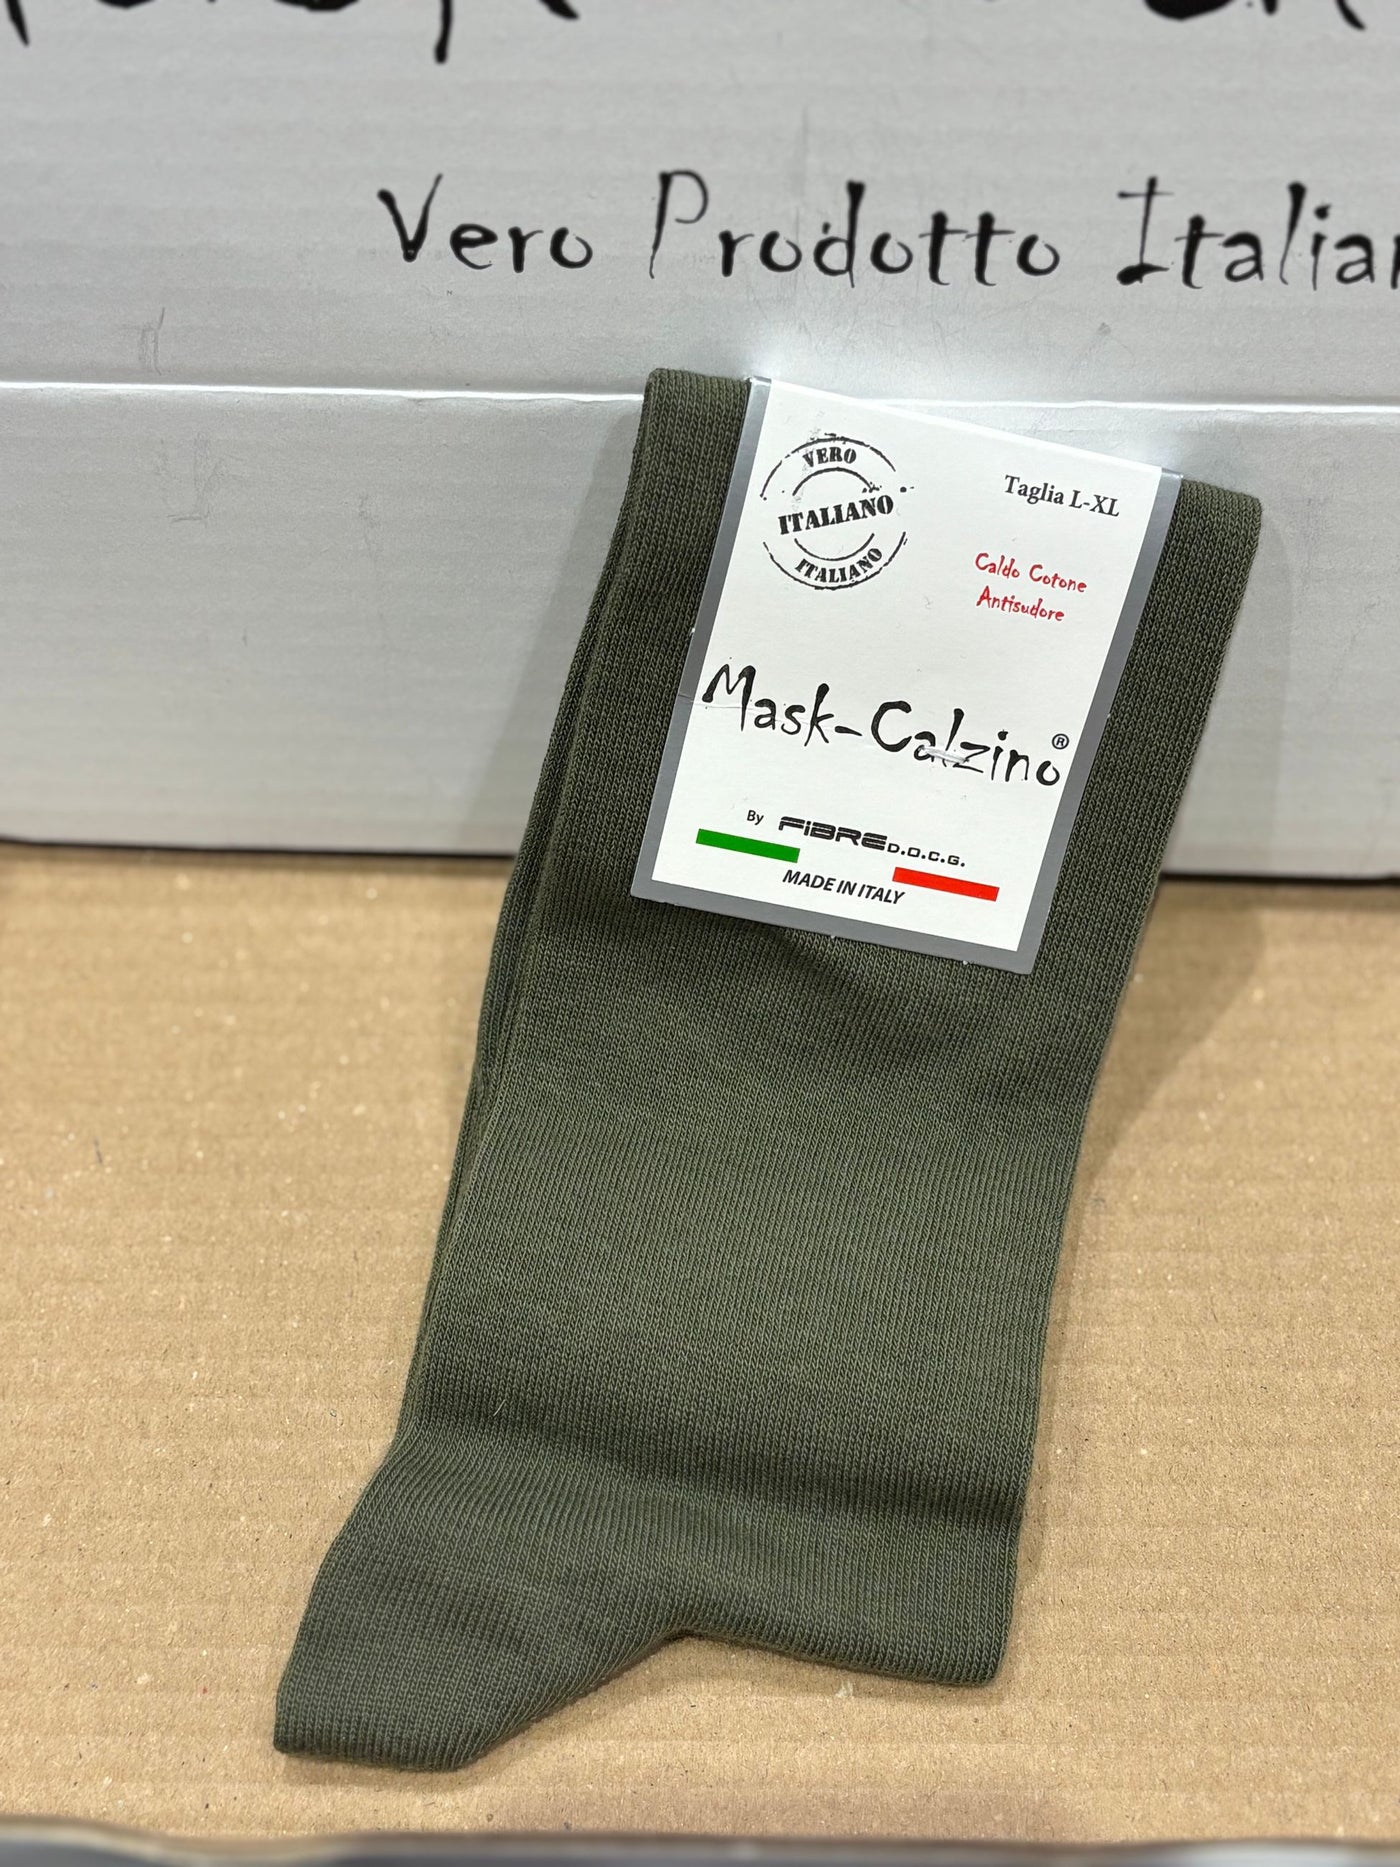 Vero Prodotto Italian
VERO
ITALIANO
ITALIANO
Taglia L-XL
Caldo Cotone
Antisudore
Mask-Calzino®
By FiBRE D.O.C.G.
MADE IN ITALY